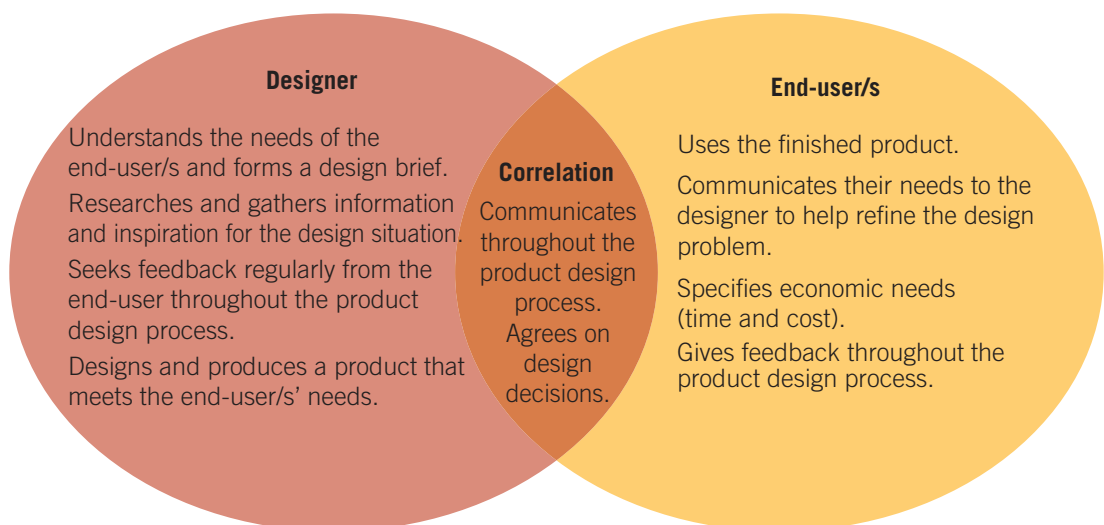 Designer
Understands the needs of the
end-user/s and forms a design brief.
Researches and gathers information
and inspiration for the design situation.
Seeks feedback regularly from the
end-user throughout the product
design process.
Designs and produces a product that
meets the end-user/s’ needs.
Correlation
Communicates
throughout the
product design
process.
Agrees on
design
decisions.
End-user/s
Uses the finished product.
Communicates their needs to the
designer to help refine the design
problem.
Specifies economic needs
(time and cost).
Gives feedback throughout the
product design process.